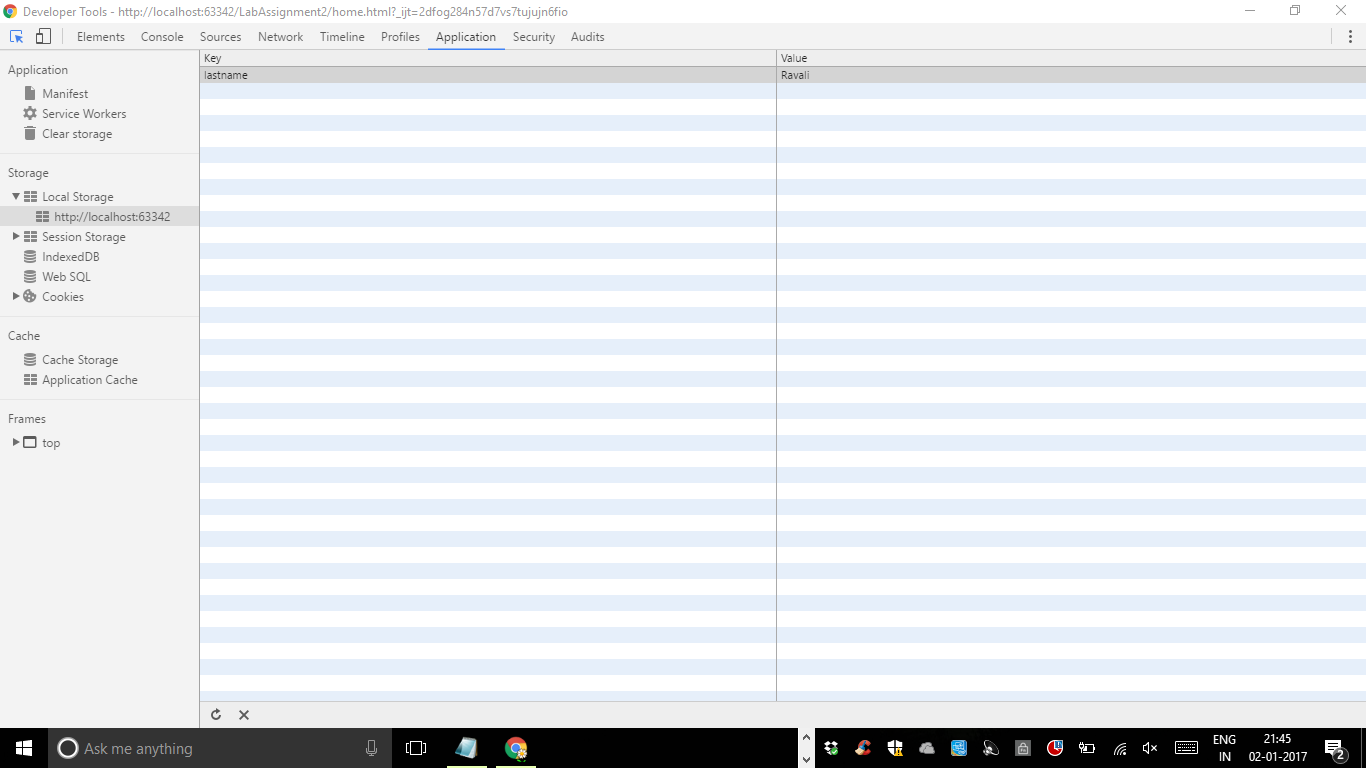 Developer Tools - http://localhost:63342/LabAssignment2/home.html?_ijt=2dfog284n57d7vs7tujujn6fio
Elements Console Sources Network Timeline Profiles Application Security Audits
Application
Manifest
Service Workers
Clear storage
Storage
Local Storage
http://localhost:63342
Session Storage
IndexedDB
Web SQL
Cookies
Cache
Cache Storage
Application Cache
Frames
top
Key Value
lastname Ravali
Ask me anything
ENG
IN
21:45
02-01-2017
2